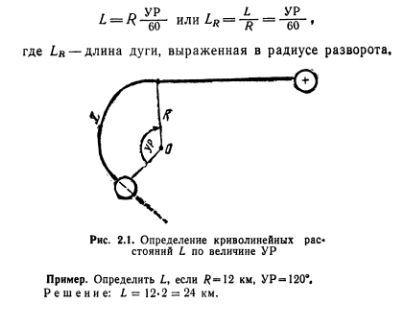 L = R УР/60 или L_R = L/R = УР/60 ,
где L_R — длина дуги, выраженная в радиусе разворота.
L
R
УР
O
+
Рис. 2.1. Определение криволинейных рас-
стояний L по величине УР
Пример. Определить L, если R=12 км, УР=120°.
Решение: L = 12·2 = 24 км.